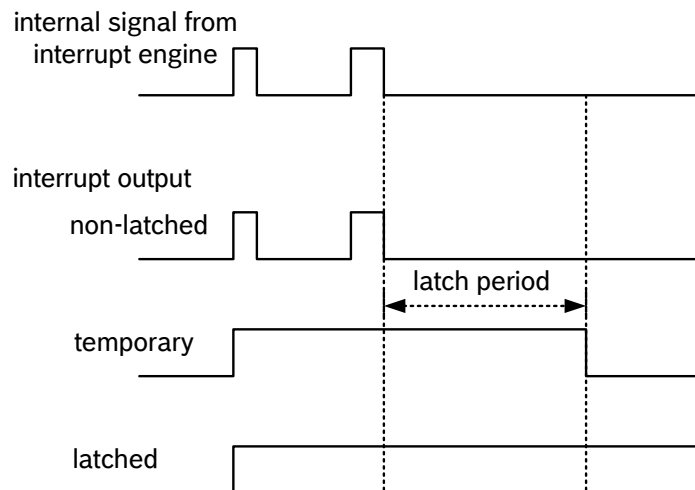 internal signal from
interrupt engine
interrupt output
non-latched
latch period
temporary
latched